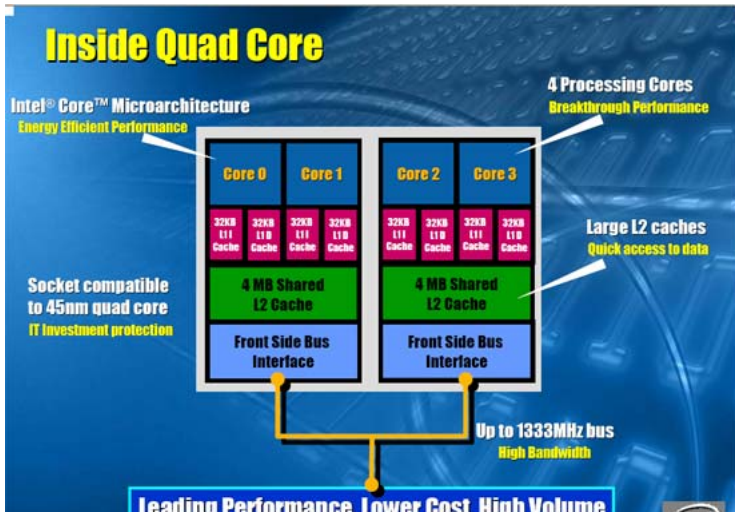 Inside Quad Core
Intel® Core™ Microarchitecture
Energy Efficient Performance
4 Processing Cores
Breakthrough Performance
Core 0
Core 1
Core 2
Core 3
32KB
L1 I
Cache
32KB
L1 D
Cache
32KB
L1 I
Cache
32KB
L1 D
Cache
32KB
L1 I
Cache
32KB
L1 D
Cache
32KB
L1 I
Cache
32KB
L1 D
Cache
Large L2 caches
Quick access to data
4 MB Shared
L2 Cache
4 MB Shared
L2 Cache
Socket compatible
to 45nm quad core
IT Investment protection
Front Side Bus
Interface
Front Side Bus
Interface
Up to 1333MHz bus
High Bandwidth
Leading Performance, Lower Cost, High Volume